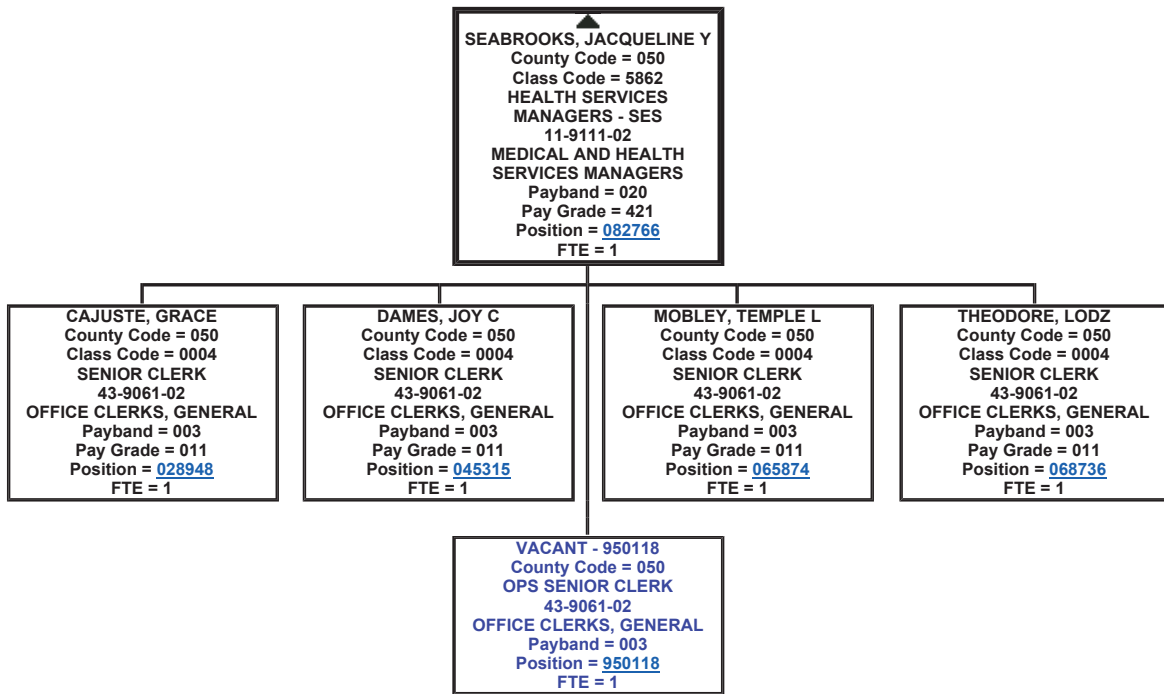 SEABROOKS, JACQUELINE Y
County Code = 050
Class Code = 5862
HEALTH SERVICES
MANAGERS - SES
11-9111-02
MEDICAL AND HEALTH
SERVICES MANAGERS
Payband = 020
Pay Grade = 421
Position = 082766
FTE = 1
CAJUSTE, GRACE
County Code = 050
Class Code = 0004
SENIOR CLERK
43-9061-02
OFFICE CLERKS, GENERAL
Payband = 003
Pay Grade = 011
Position = 028948
FTE = 1
DAMES, JOY C
County Code = 050
Class Code = 0004
SENIOR CLERK
43-9061-02
OFFICE CLERKS, GENERAL
Payband = 003
Pay Grade = 011
Position = 045315
FTE = 1
MOBLEY, TEMPLE L
County Code = 050
Class Code = 0004
SENIOR CLERK
43-9061-02
OFFICE CLERKS, GENERAL
Payband = 003
Pay Grade = 011
Position = 065874
FTE = 1
THEODORE, LODZ
County Code = 050
Class Code = 0004
SENIOR CLERK
43-9061-02
OFFICE CLERKS, GENERAL
Payband = 003
Pay Grade = 011
Position = 068736
FTE = 1
VACANT - 950118
County Code = 050
OPS SENIOR CLERK
43-9061-02
OFFICE CLERKS, GENERAL
Payband = 003
Position = 950118
FTE = 1